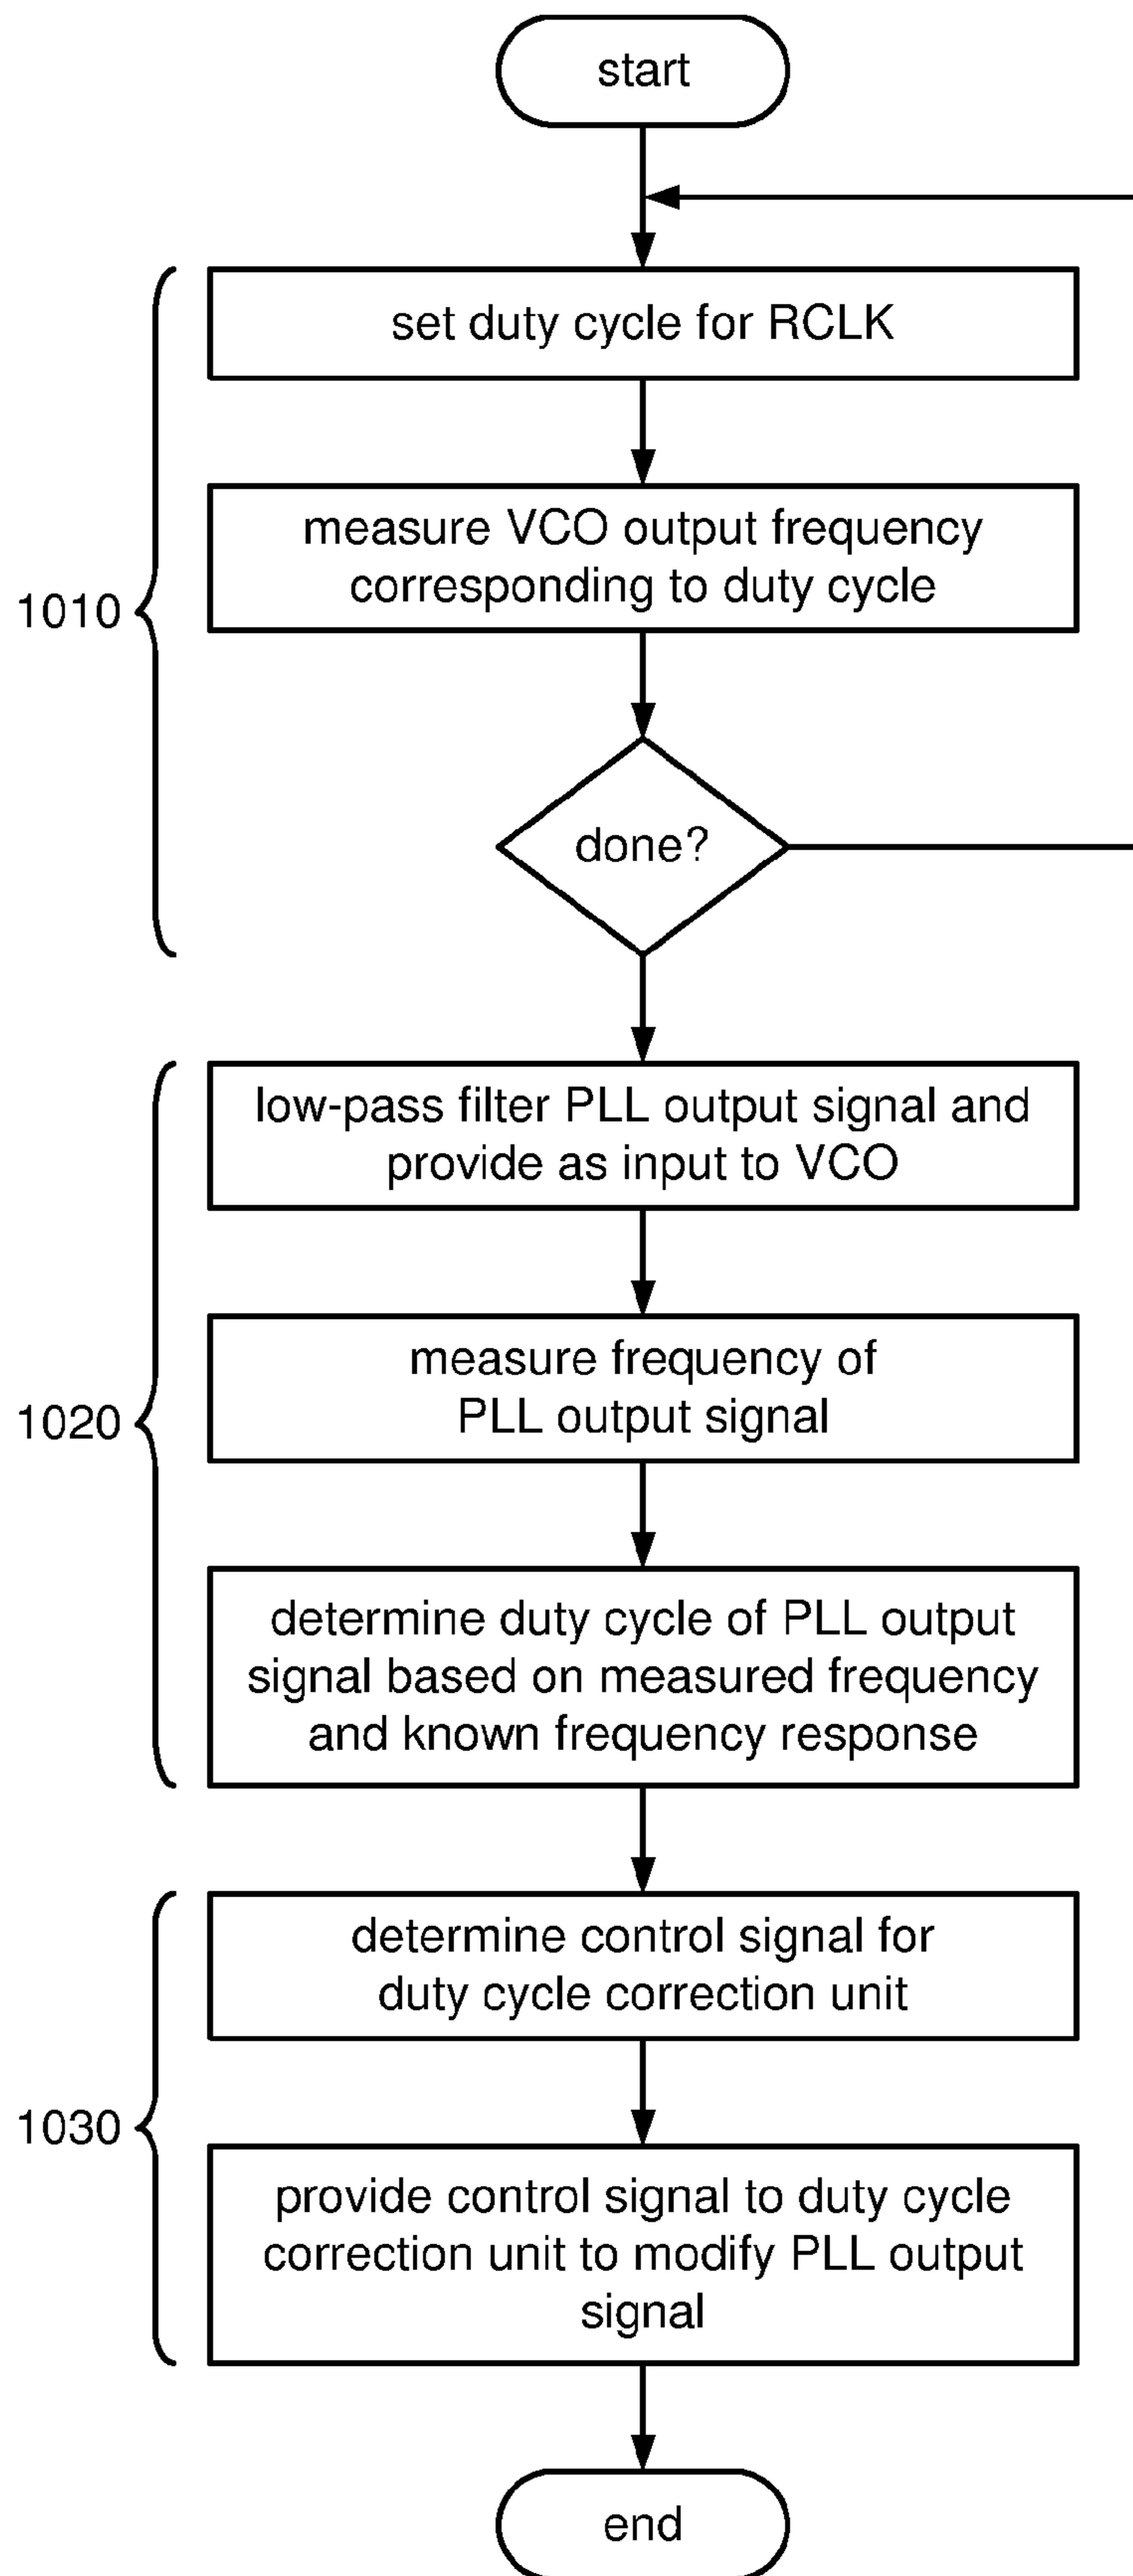 start
set duty cycle for RCLK
measure VCO output frequency
corresponding to duty cycle
1010
done?
low-pass filter PLL output signal and
provide as input to VCO
measure frequency of
PLL output signal
1020
determine duty cycle of PLL output
signal based on measured frequency
and known frequency response
determine control signal for
duty cycle correction unit
1030
provide control signal to duty cycle
correction unit to modify PLL output
signal
end